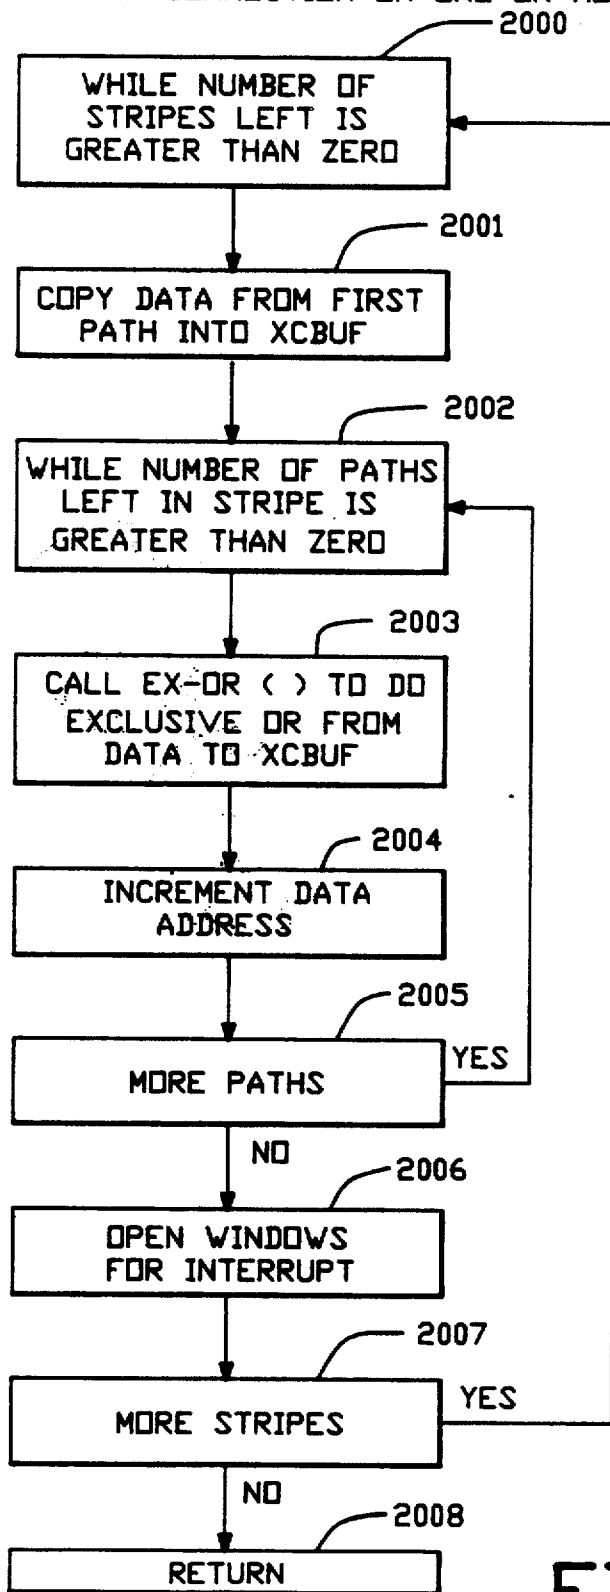 2000
WHILE NUMBER OF
STRIPES LEFT IS
GREATER THAN ZERO
2001
COPY DATA FROM FIRST
PATH INTO XCBUF
2002
WHILE NUMBER OF PATHS
LEFT IN STRIPE IS
GREATER THAN ZERO
2003
CALL EX-OR ( ) TO DO
EXCLUSIVE OR FROM
DATA TO XCBUF
2004
INCREMENT DATA
ADDRESS
2005
MORE PATHS
YES
NO
2006
OPEN WINDOWS
FOR INTERRUPT
2007
MORE STRIPES
YES
NO
2008
RETURN